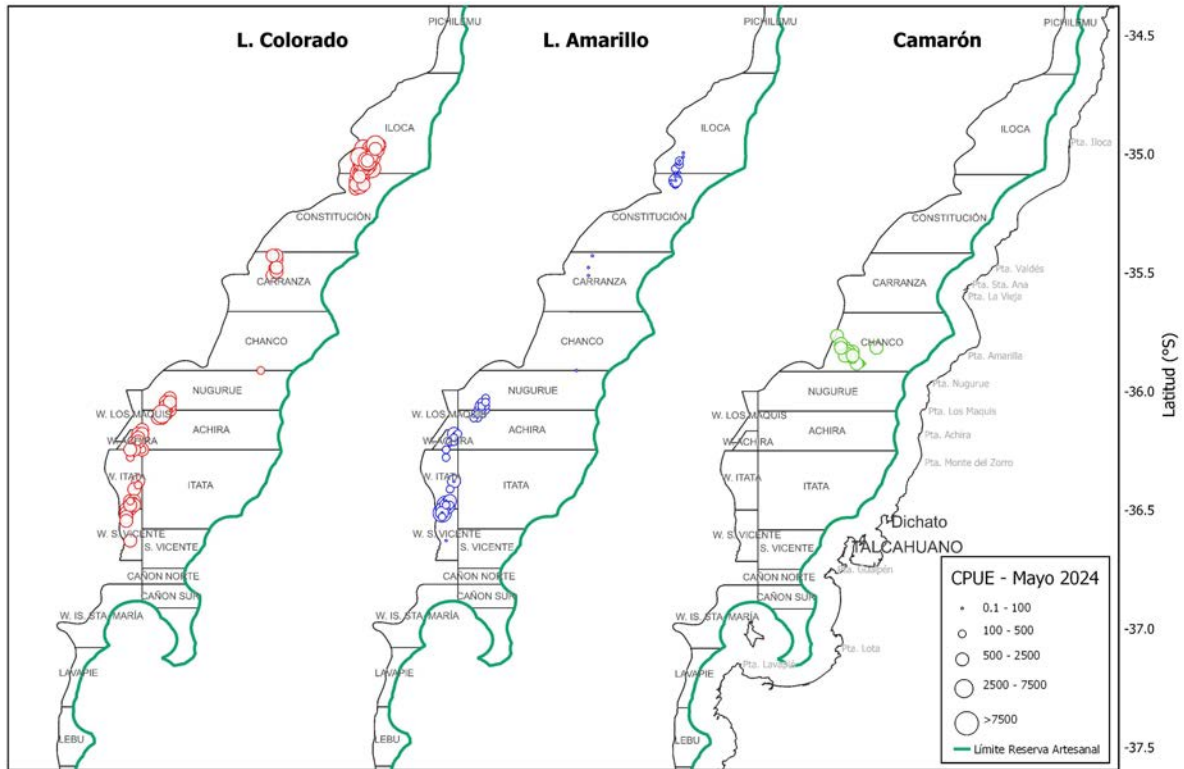 PICHILEMU
PICHILEMU
PICHILEMU
L. Colorado
L. Amarillo
Camarón
ILOCA
ILOCA
ILOCA
Pta. Iloca
CONSTITUCIÓN
CONSTITUCIÓN
CONSTITUCIÓN
CARRANZA
CARRANZA
CARRANZA
Pta. Valdés
Pta. Sta. Ana
Pta. La Vieja
CHANCO
CHANCO
CHANCO
Pta. Amarilla
NUGURUE
NUGURUE
NUGURUE
Pta. Nugurue
W. LOS MAQUIS
W. LOS MAQUIS
W. LOS MAQUIS
Pta. Los Maquis
W. ACHIRA
ACHIRA
W. ACHIRA
ACHIRA
W. ACHIRA
ACHIRA
Pta. Achira
Pta. Monte del Zorro
W. ITATA
ITATA
W. ITATA
ITATA
W. ITATA
ITATA
W. S. VICENTE
S. VICENTE
W. S. VICENTE
S. VICENTE
W. S. VICENTE
S. VICENTE
Dichato
TALCAHUANO
CAÑON NORTE
CAÑON NORTE
CAÑON NORTE
Pta. Gualpén
CAÑON SUR
CAÑON SUR
CAÑON SUR
W. IS. STA. MARÍA
W. IS. STA. MARÍA
W. IS. STA. MARÍA
Pta. Lota
LAVAPIE
LAVAPIE
LAVAPIE
Pta. Lavapié
LEBU
LEBU
LEBU
-34.5
-35.0
-35.5
-36.0
-36.5
-37.0
-37.5
Latitud (°S)
CPUE - Mayo 2024
0.1 - 100
100 - 500
500 - 2500
2500 - 7500
>7500
Límite Reserva Artesanal